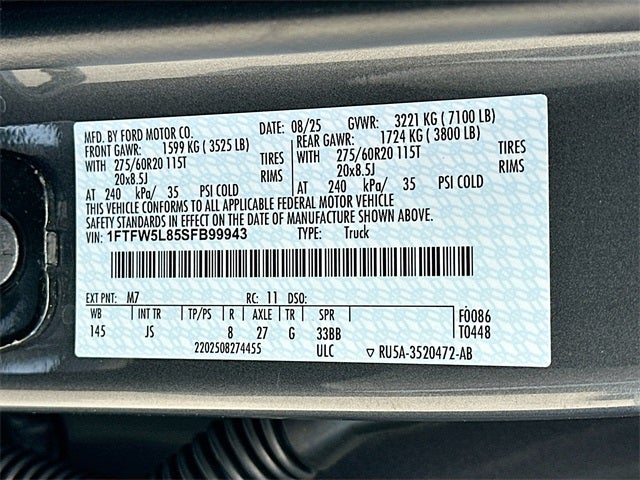 MFD. BY FORD MOTOR CO. DATE: 08/25 GVWR: 3221 KG ( 7100 LB)
FRONT GAWR: 1599 KG ( 3525 LB) REAR GAWR: 1724 KG ( 3800 LB)
WITH 275/60R20 115T TIRES WITH 275/60R20 115T TIRES
20x8.5J RIMS 20x8.5J RIMS
AT 240 kPa/ 35 PSI COLD AT 240 kPa/ 35 PSI COLD
THIS VEHICLE CONFORMS TO ALL APPLICABLE FEDERAL MOTOR VEHICLE
SAFETY STANDARDS IN EFFECT ON THE DATE OF MANUFACTURE SHOWN ABOVE.
VIN: 1FTFW5L85SFB99943 TYPE: Truck
EXT PNT: M7 RC: 11 DSO:
WB INT TR TP/PS R AXLE TR SPR F0086
145 JS 8 27 G 33BB T0448
2202508274455 ULC RU5A-3520472-AB